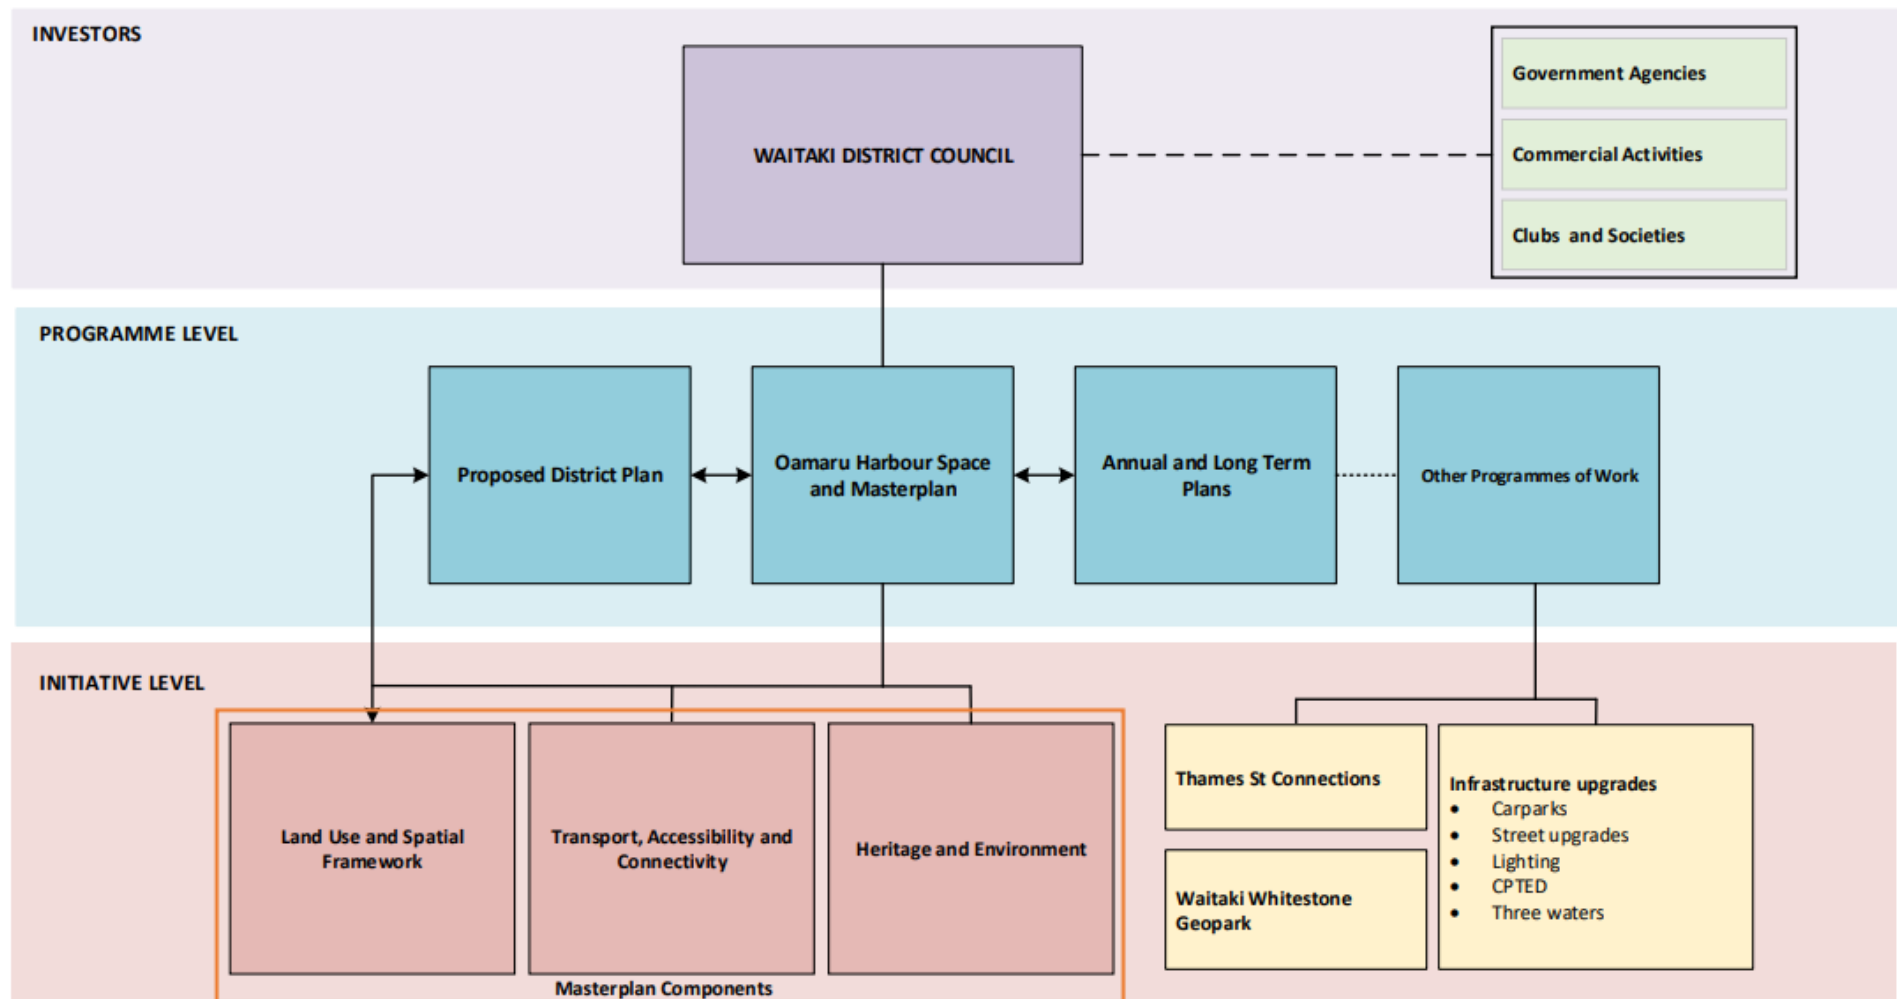 INVESTORS
WAITAKI DISTRICT COUNCIL
Government Agencies
Commercial Activities
Clubs and Societies
PROGRAMME LEVEL
Proposed District Plan
Oamaru Harbour Space
and Masterplan
Annual and Long Term
Plans
Other Programmes of Work
INITIATIVE LEVEL
Land Use and Spatial
Framework
Transport, Accessibility and
Connectivity
Heritage and Environment
Masterplan Components
Thames St Connections
Waitaki Whitestone
Geopark
Infrastructure upgrades
• Carparks
• Street upgrades
• Lighting
• CPTED
• Three waters